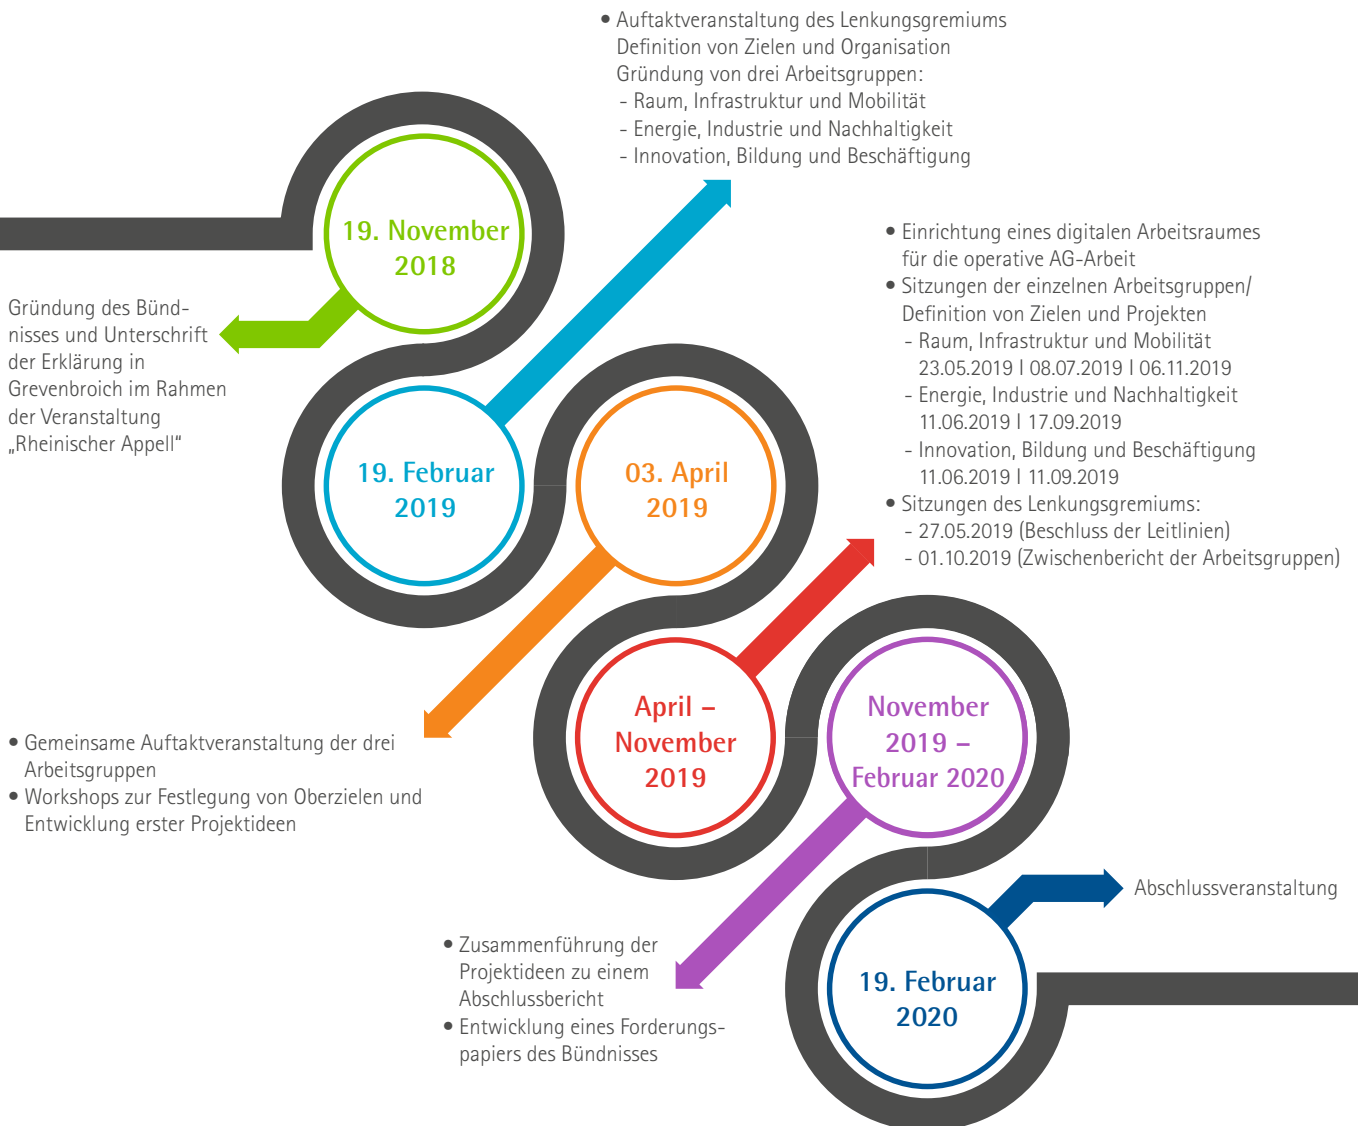 19. November
2018
Gründung des Bünd-
nisses und Unterschrift
der Erklärung in
Grevenbroich im Rahmen
der Veranstaltung
„Rheinischer Appell“
• Auftaktveranstaltung des Lenkungsgremiums
Definition von Zielen und Organisation
Gründung von drei Arbeitsgruppen:
- Raum, Infrastruktur und Mobilität
- Energie, Industrie und Nachhaltigkeit
- Innovation, Bildung und Beschäftigung
19. Februar
2019
03. April
2019
• Gemeinsame Auftaktveranstaltung der drei
Arbeitsgruppen
• Workshops zur Festlegung von Oberzielen und
Entwicklung erster Projektideen
• Einrichtung eines digitalen Arbeitsraumes
für die operative AG-Arbeit
• Sitzungen der einzelnen Arbeitsgruppen/
Definition von Zielen und Projekten
- Raum, Infrastruktur und Mobilität
23.05.2019 I 08.07.2019 I 06.11.2019
- Energie, Industrie und Nachhaltigkeit
11.06.2019 I 17.09.2019
- Innovation, Bildung und Beschäftigung
11.06.2019 I 11.09.2019
• Sitzungen des Lenkungsgremiums:
- 27.05.2019 (Beschluss der Leitlinien)
- 01.10.2019 (Zwischenbericht der Arbeitsgruppen)
April –
November
2019
November
2019 –
Februar 2020
• Zusammenführung der
Projektideen zu einem
Abschlussbericht
• Entwicklung eines Forderungs-
papiers des Bündnisses
19. Februar
2020
Abschlussveranstaltung